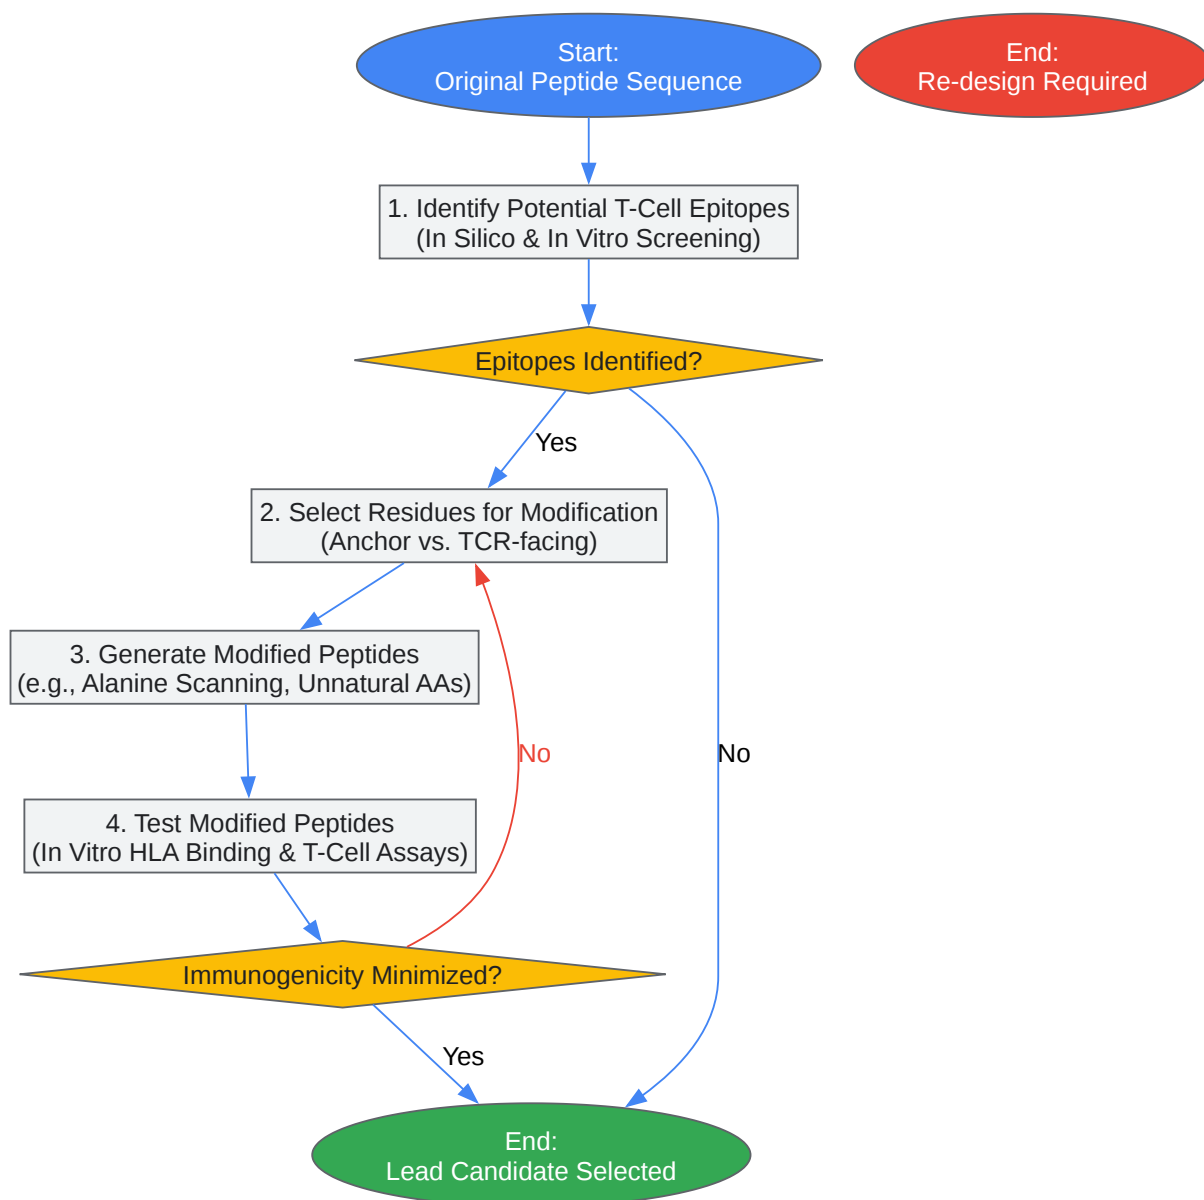 Start:
Original Peptide Sequence
End:
Re-design Required
1. Identify Potential T-Cell Epitopes
(In Silico & In Vitro Screening)
Epitopes Identified?
Yes
2. Select Residues for Modification
(Anchor vs. TCR-facing)
3. Generate Modified Peptides
(e.g., Alanine Scanning, Unnatural AAs)
No
No
4. Test Modified Peptides
(In Vitro HLA Binding & T-Cell Assays)
Immunogenicity Minimized?
Yes
End:
Lead Candidate Selected